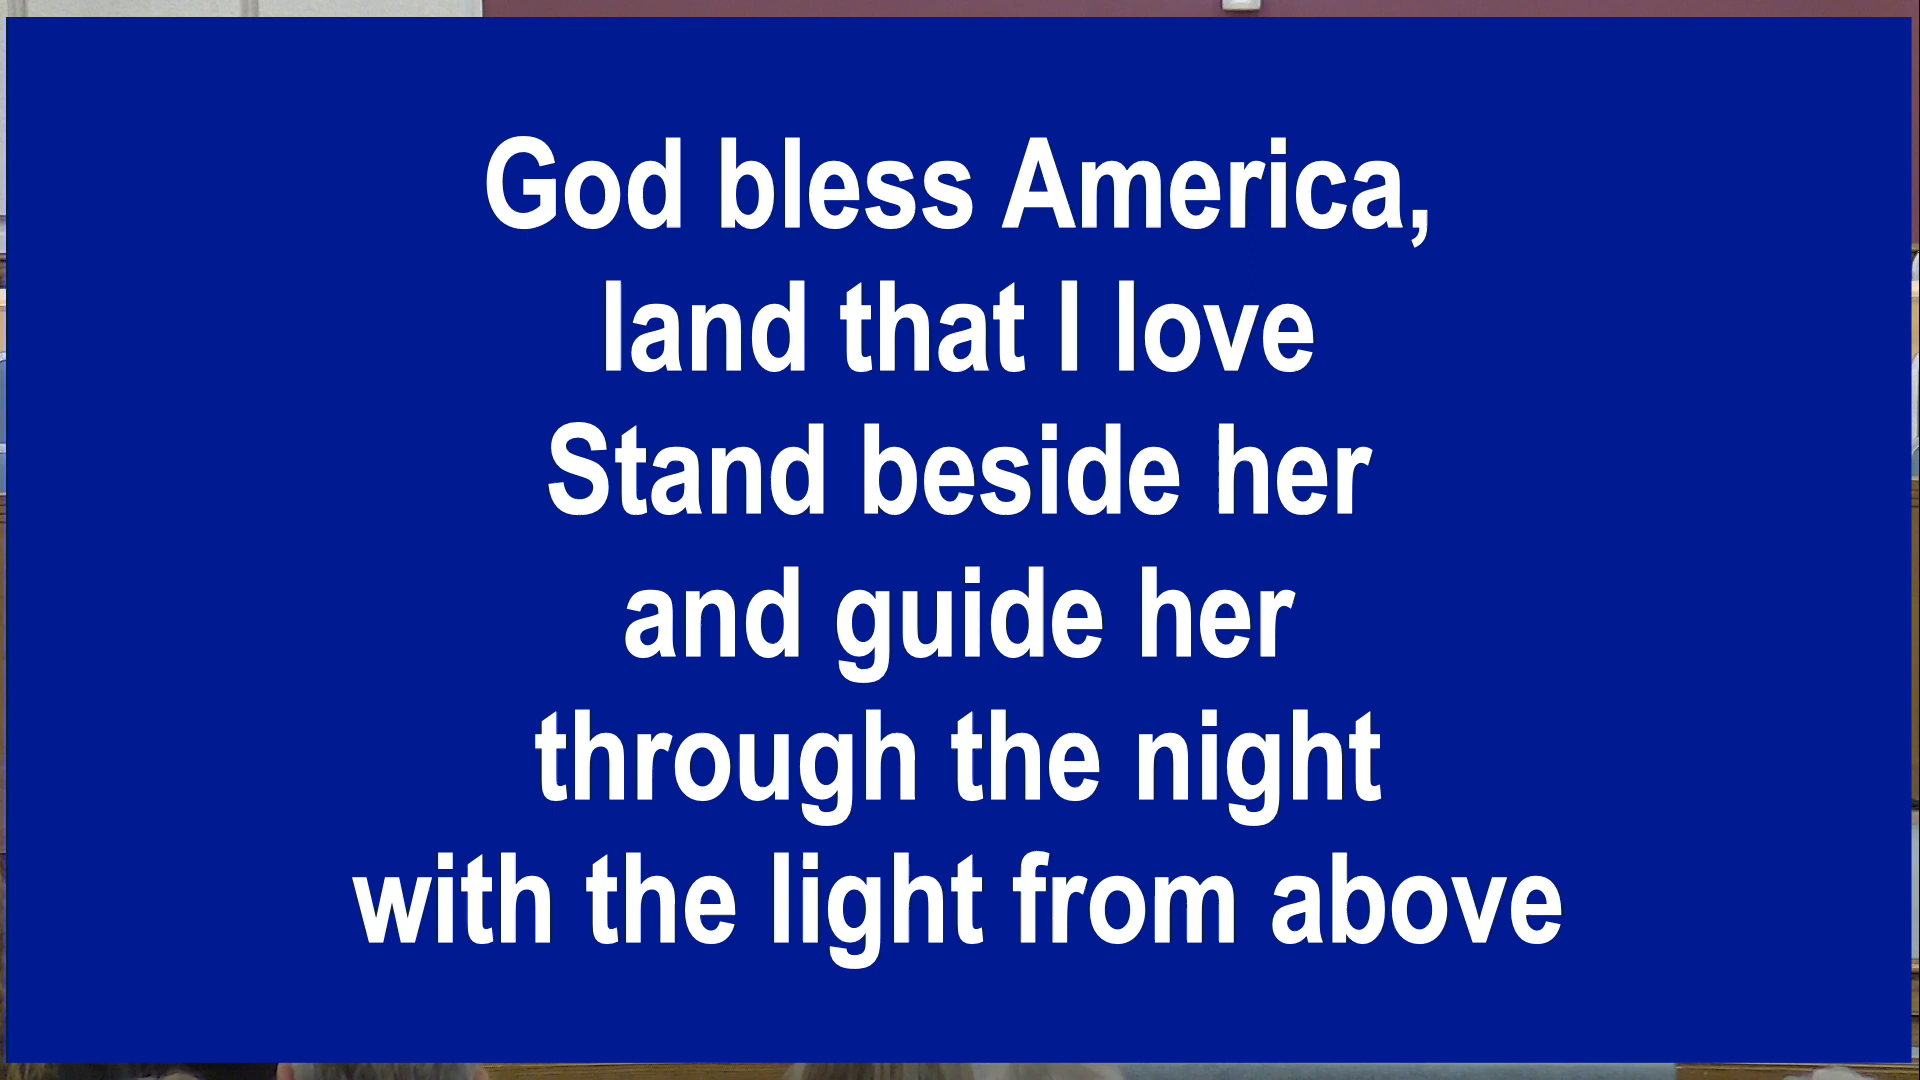 God bless America,
land that I love
Stand beside her
and guide her
through the night
with the light from above